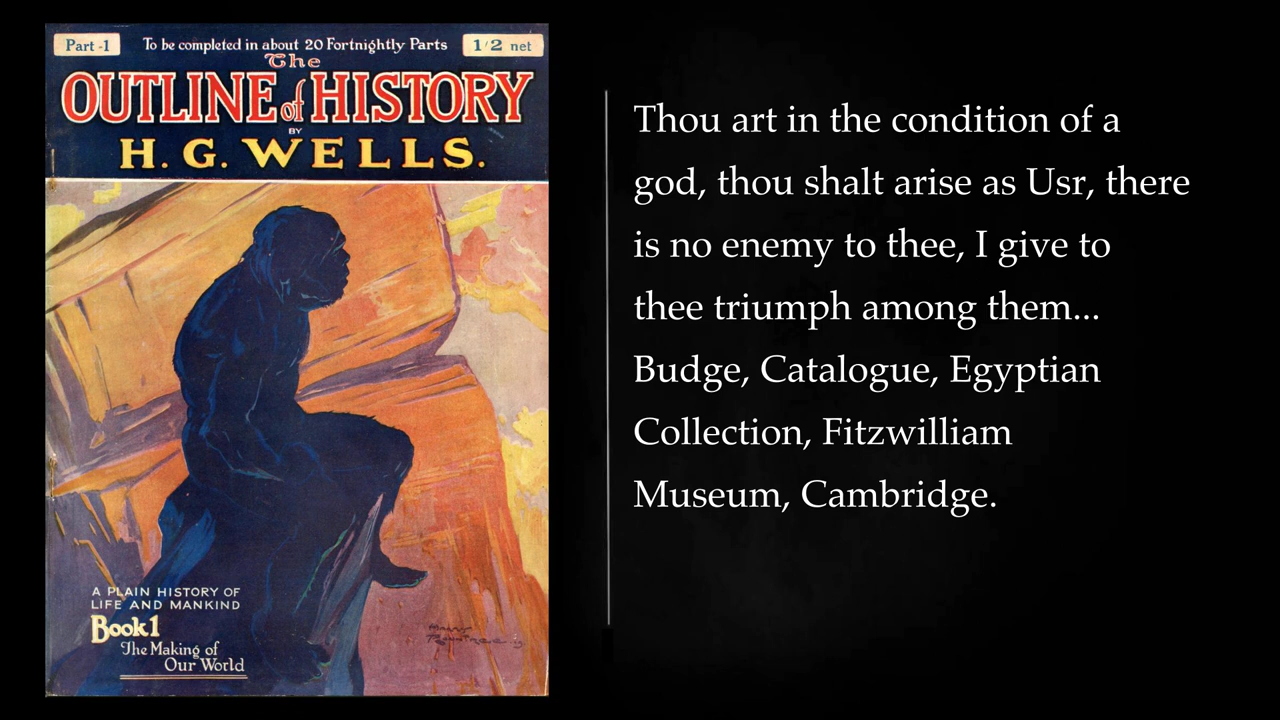 Part -1
To be completed in about 20 Fortnightly Parts
1/2 net
The
OUTLINE of HISTORY
BY
H. G. WELLS.
A PLAIN HISTORY OF
LIFE AND MANKIND
Book 1
The Making of
Our World
Thou art in the condition of a
god, thou shalt arise as Usr, there
is no enemy to thee, I give to
thee triumph among them...
Budge, Catalogue, Egyptian
Collection, Fitzwilliam
Museum, Cambridge.